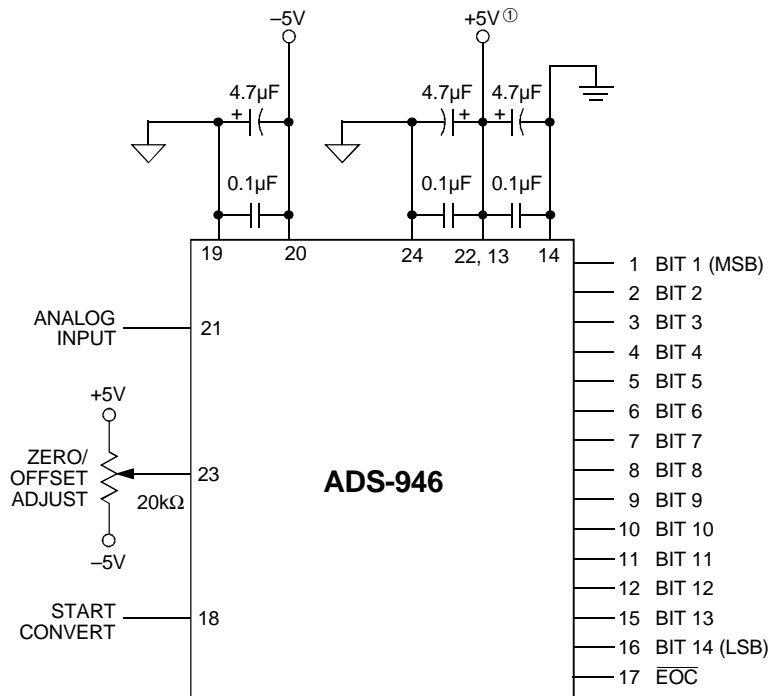 –5V
+5V ①
4.7µF
4.7µF
4.7µF
+
+
+
0.1µF
0.1µF
0.1µF
19
20
24
22, 13
14
ANALOG
INPUT
21
+5V
ZERO/
OFFSET
ADJUST
20kΩ
23
–5V
START
CONVERT
18
ADS-946
1 BIT 1 (MSB)
2 BIT 2
3 BIT 3
4 BIT 4
5 BIT 5
6 BIT 6
7 BIT 7
8 BIT 8
9 BIT 9
10 BIT 10
11 BIT 11
12 BIT 12
15 BIT 13
16 BIT 14 (LSB)
17 E̅O̅C̅